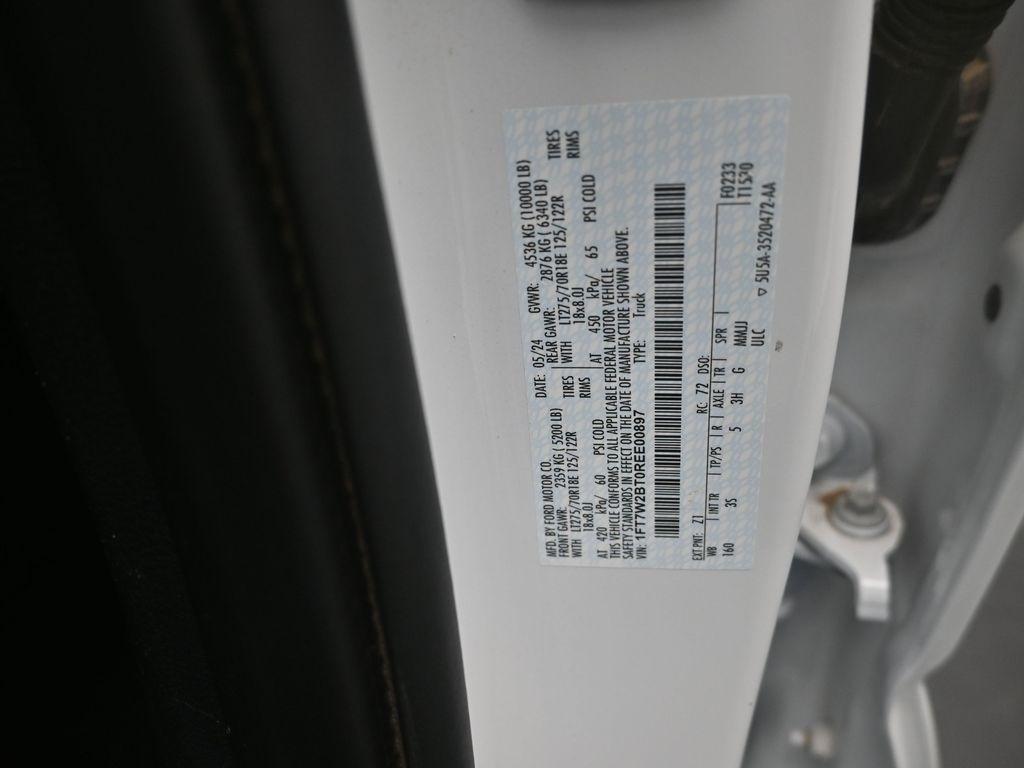 MFD. BY FORD MOTOR CO.
DATE: 05/24 GVWR: 4536 KG (10000 LB)
FRONT GAWR: 2359 KG ( 5200 LB)
REAR GAWR: 2876 KG ( 6340 LB)
WITH LT275/70R18E 125/122R TIRES
WITH LT275/70R18E 125/122R TIRES
18x8.0J RIMS
18x8.0J RIMS
AT 420 kPa/ 60 PSI COLD
AT 450 kPa/ 65 PSI COLD
THIS VEHICLE CONFORMS TO ALL APPLICABLE FEDERAL MOTOR VEHICLE
SAFETY STANDARDS IN EFFECT ON THE DATE OF MANUFACTURE SHOWN ABOVE.
VIN: 1FT7W2BT0REE00897 TYPE: Truck
EXT PNT: Z1 RC: 72 DSO: F0233
WB INT TR TP/PS R AXLE TR SPR
160 3S 5 3H G MMJJ
ULC ▽ 5U5A-3520472-AA